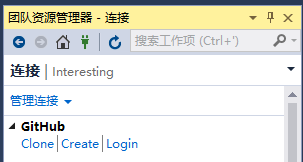 团队资源管理器 - 连接
搜索工作项 (Ctrl+')
连接 | Interesting
管理连接
GitHub
Clone | Create | Login